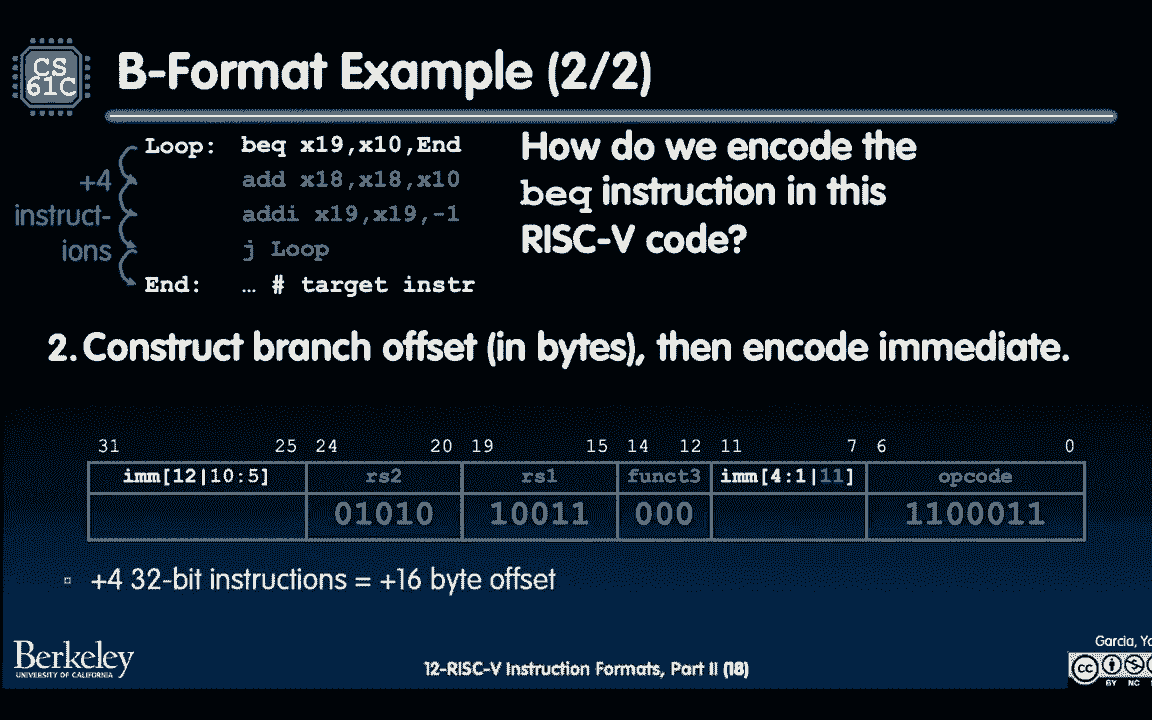 CS
61C
B-Format Example (2/2)
Loop: beq x19,x10,End
add x18,x18,x10
addi x19,x19,-1
j Loop
End: … # target instr
+4
instruct-
ions
How do we encode the
beq instruction in this
RISC-V code?
2. Construct branch offset (in bytes), then encode immediate.
31 25 24 20 19 15 14 12 11 7 6 0
imm[12|10:5] rs2 rs1 funct3 imm[4:1|11] opcode
01010 10011 000 1100011
▫ +4 32-bit instructions = +16 byte offset
Berkeley
UNIVERSITY OF CALIFORNIA
12-RISC-V Instruction Formats, Part II (18)
Garcia,
cc
BY NC